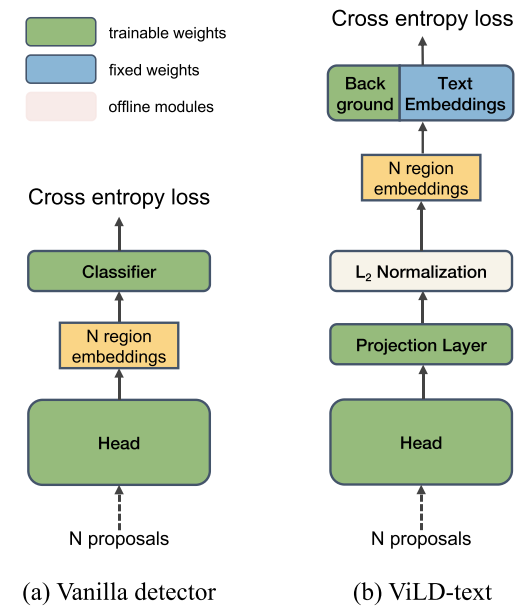 trainable weights
fixed weights
offline modules
Cross entropy loss
Classifier
N region
embeddings
Head
N proposals
(a) Vanilla detector
Cross entropy loss
Back
ground
Text
Embeddings
N region
embeddings
L₂ Normalization
Projection Layer
Head
N proposals
(b) ViLD-text